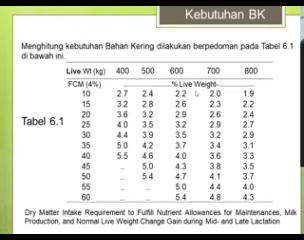 Kebutuhan BK
Menghitung kebutuhan Bahan Kering dilakukan berpedoman pada Tabel 6.1
di bawah ini.
Live Wt (kg) 400 500 600 700 800
FCM (4%) % Live Weight
10 2.7 2.4 2.2 2.0 1.9
15 3.2 2.8 2.6 2.3 2.2
20 3.6 3.2 2.9 2.6 2.4
Tabel 6.1
25 4.0 3.5 3.2 2.9 2.7
30 4.4 3.9 3.5 3.2 2.9
35 5.0 4.2 3.7 3.4 3.1
40 5.5 4.6 4.0 3.6 3.3
45 ... 5.0 4.3 3.8 3.5
50 ... 5.4 4.7 4.1 3.7
55 ... ... 5.0 4.4 4.0
60 ... ... 5.4 4.8 4.3
Dry Matter Intake Requirement to Fulfill Nutrient Allowances for Maintenances, Milk
Production, and Normal Live Weight Change Gain during Mid- and Late Lactation